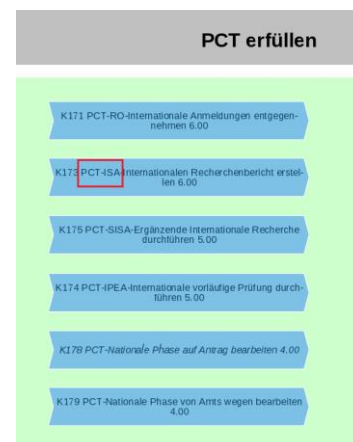 PCT erfüllen
K171 PCT-RO-Internationale Anmeldungen entgegen-
nehmen 6.00
K173 PCT-ISA-Internationalen Recherchenbericht erstel-
len 6.00
K175 PCT-SISA-Ergänzende Internationale Recherche
durchführen 5.00
K174 PCT-IPEA-Internationale vorläufige Prüfung durch-
führen 5.00
K178 PCT-Nationale Phase auf Antrag bearbeiten 4.00
K179 PCT-Nationale Phase von Amts wegen bearbeiten
4.00